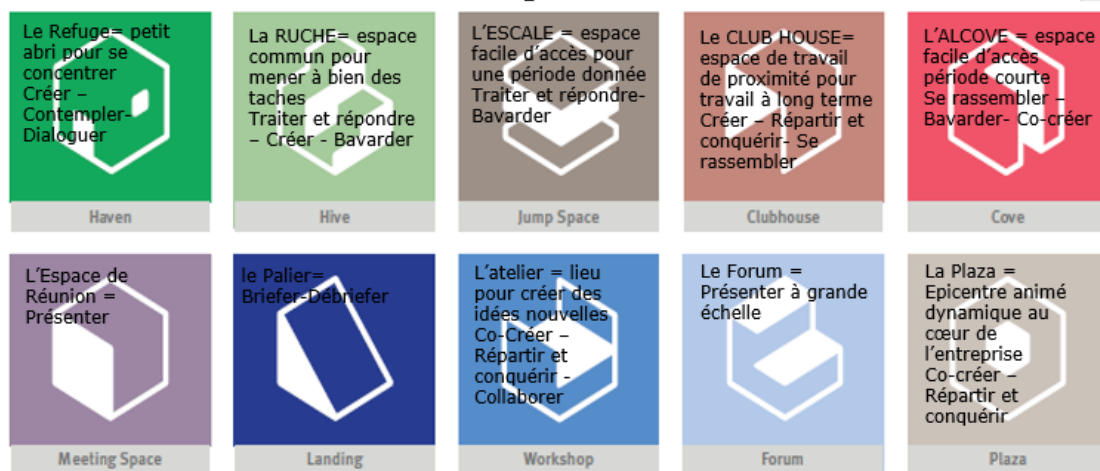 Le Refuge= petit
abri pour se
concentrer
Créer –
Contempler-
Dialoguer
Haven
La RUCHE= espace
commun pour
mener à bien des
taches
Traiter et répondre
– Créer - Bavarder
Hive
L'ESCALE = espace
facile d'accès pour
une période donnée
Traiter et répondre-
Bavarder
Jump Space
Le CLUB HOUSE=
espace de travail
de proximité pour
travail à long terme
Créer – Répartir et
conquérir- Se
rassembler
Clubhouse
L'ALCOVE = espace
facile d'accès
période courte
Se rassembler –
Bavarder- Co-créer
Cove
L'Espace de
Réunion =
Présenter
Meeting Space
le Palier=
Briefer-Débriefer
Landing
L'atelier = lieu
pour créer des
idées nouvelles
Co-Créer –
Répartir et
conquérir -
Collaborer
Workshop
Le Forum =
Présenter à grande
échelle
Forum
La Plaza =
Epicentre animé
dynamique au
cœur de
l'entreprise
Co-créer –
Répartir et
conquérir
Plaza